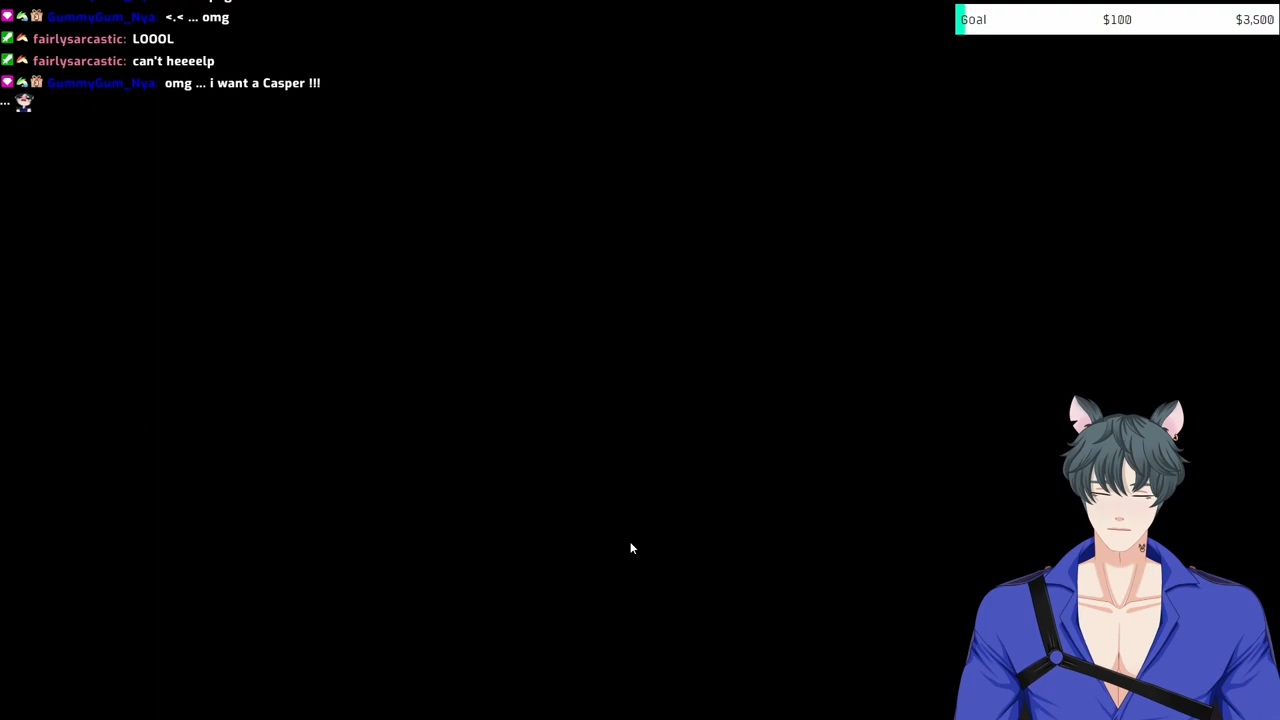 GummyGum_Nya: <.< ... omg
fairlysarcastic: LOOOL
fairlysarcastic: can't heeeelp
GummyGum_Nya: omg ... i want a Casper !!!
...
Goal $100 $3,500